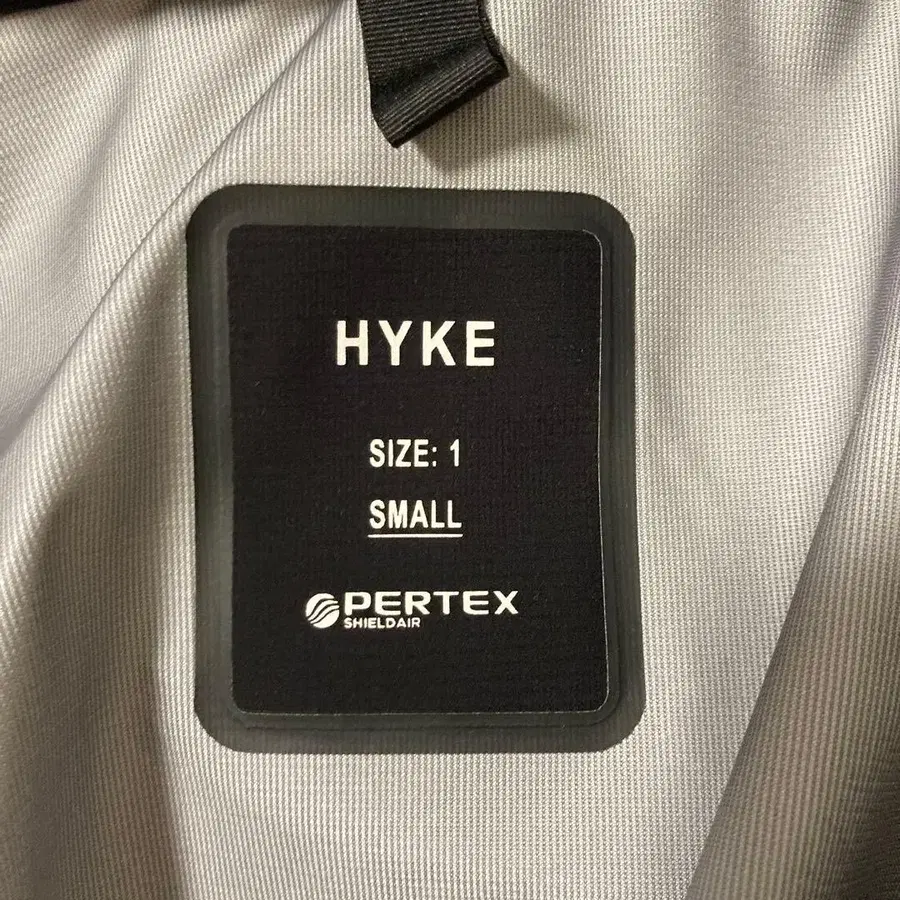 HYKE
SIZE: 1
SMALL
PERTEX
SHIELDAIR